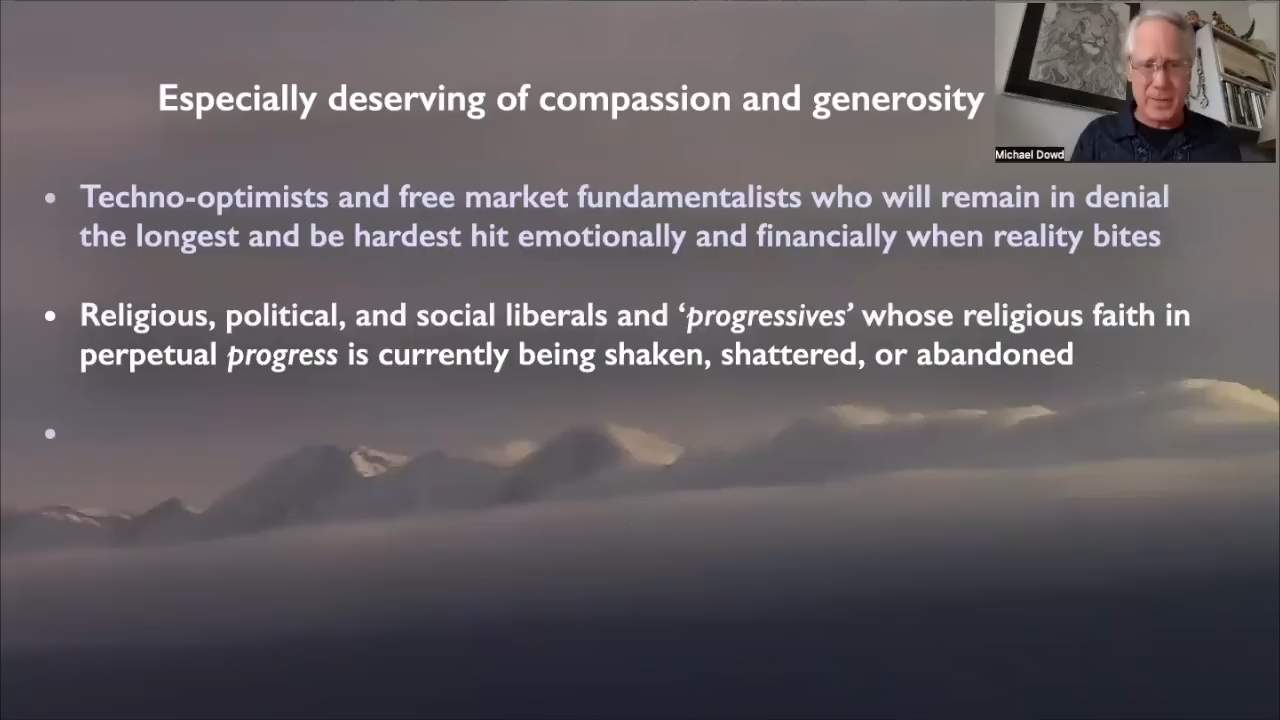 Especially deserving of compassion and generosity
Michael Dowd
• Techno-optimists and free market fundamentalists who will remain in denial
the longest and be hardest hit emotionally and financially when reality bites
• Religious, political, and social liberals and ‘progressives’ whose religious faith in
perpetual progress is currently being shaken, shattered, or abandoned
•